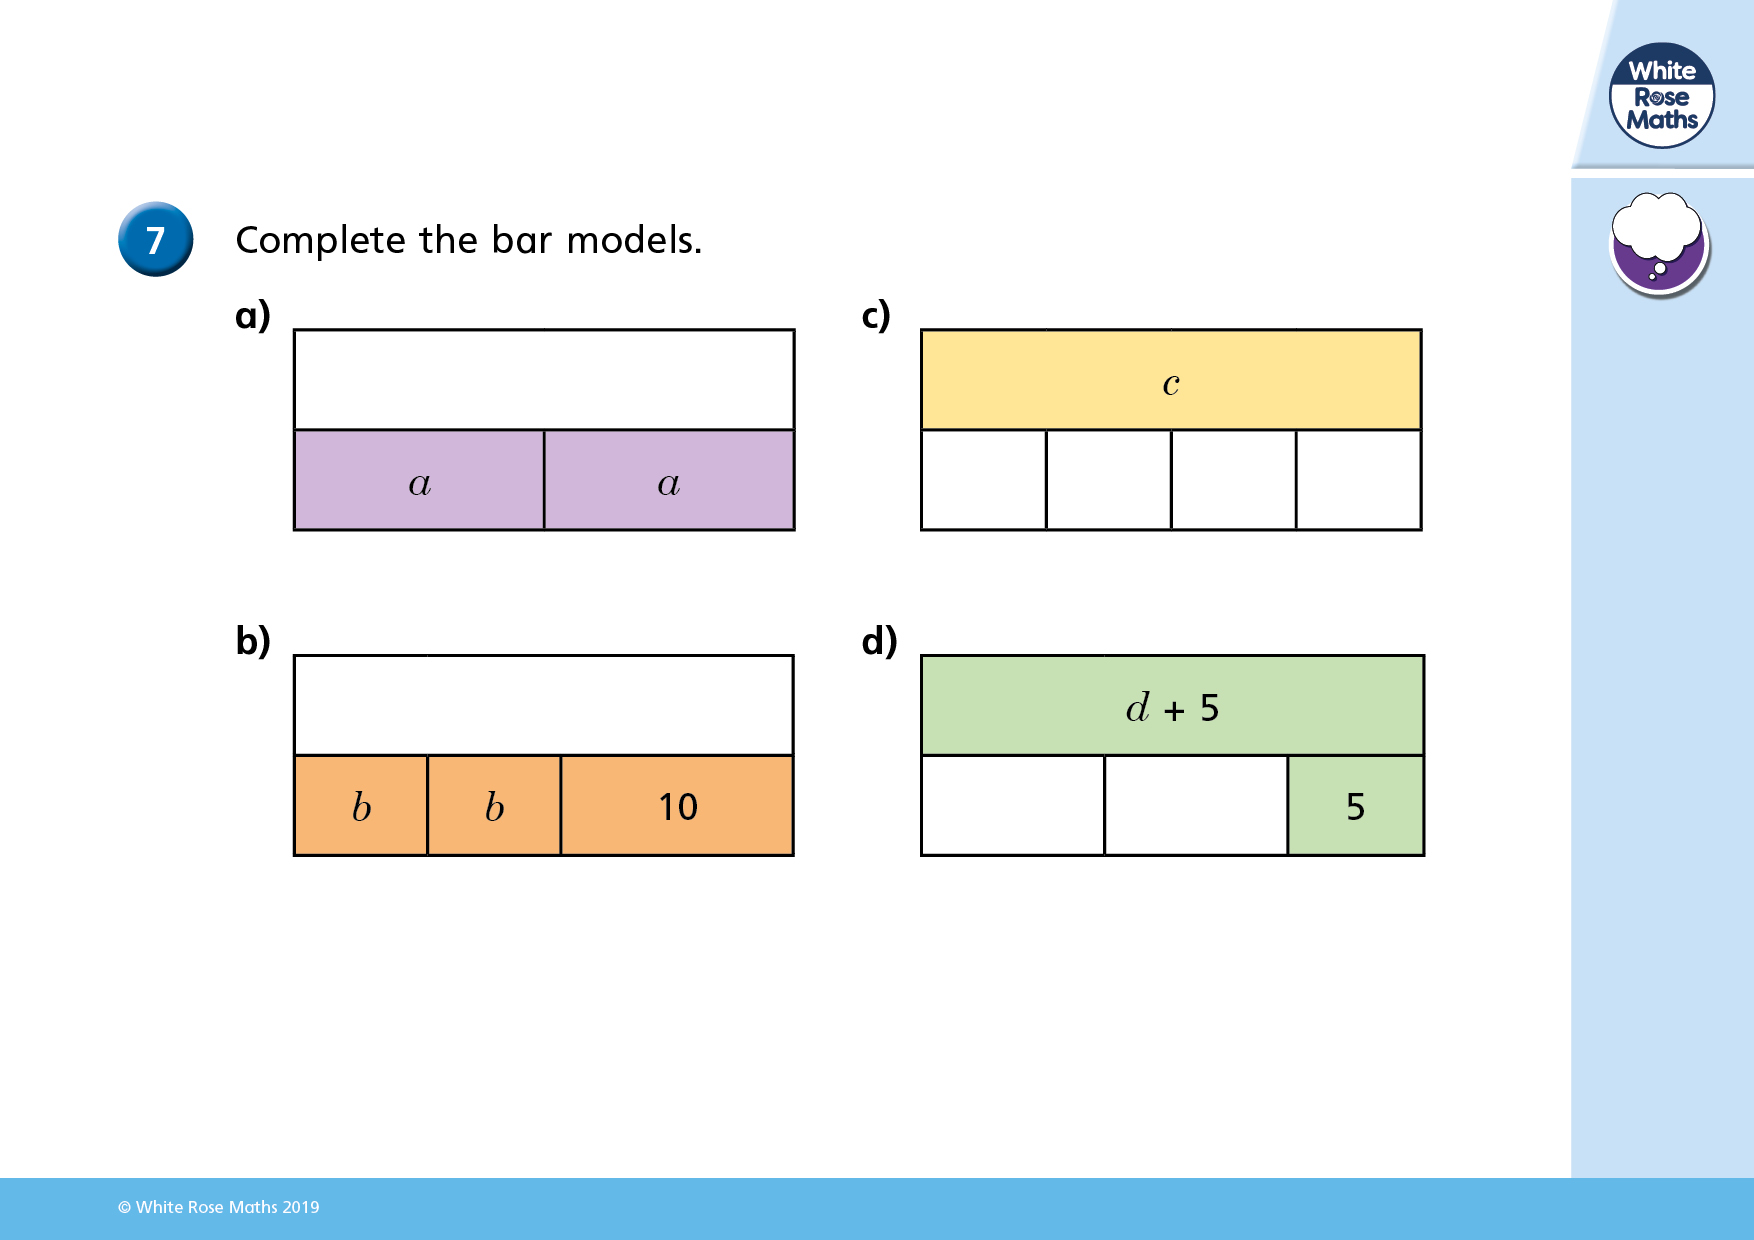 White
Rose
Maths
7 Complete the bar models.
a)
a a
c)
c
b)
b b 10
d)
d + 5
5
© White Rose Maths 2019